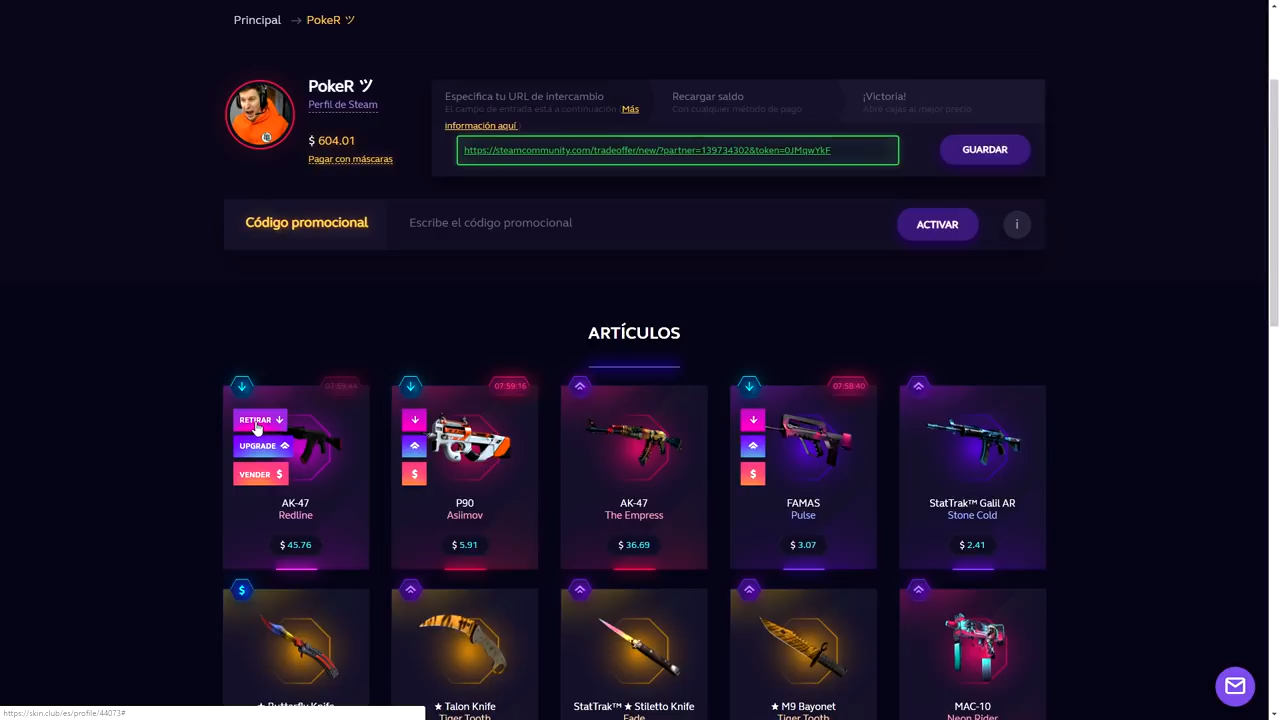 Principal → PokeR ツ
PokeR ツ
Perfil de Steam
$ 604.01
Pagar con máscaras
Especifica tu URL de intercambio
El campo de entrada está a continuación (Más
información aquí )
Recargar saldo
Con cualquier método de pago
¡Victoria!
Abre cajas al mejor precio
https://steamcommunity.com/tradeoffer/new/?partner=139734302&token=0JMqwYkF
GUARDAR
Código promocional
Escribe el código promocional
ACTIVAR
i
ARTÍCULOS
07:59:44
RETIRAR
UPGRADE
VENDER $
AK-47
Redline
$ 45.76
07:59:16
$
P90
Asiimov
$ 5.91
AK-47
The Empress
$ 36.69
07:58:40
$
FAMAS
Pulse
$ 3.07
StatTrak™ Galil AR
Stone Cold
$ 2.41
$
★ Butterfly Knife
★ Talon Knife
Tiger Tooth
StatTrak™ ★ Stiletto Knife
Fade
★ M9 Bayonet
Tiger Tooth
MAC-10
Neon Rider
https://skin.club/es/profile/44073#